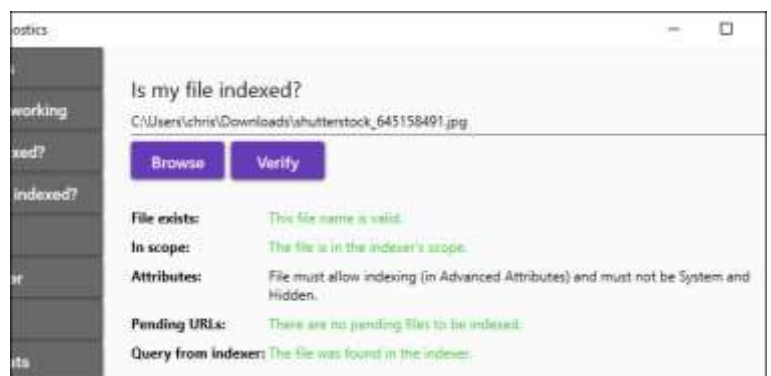 ostics
Is my file indexed?
working
C:\Users\chris\Downloads\shutterstock_645158491.jpg
xed?
Browse
Verify
indexed?
File exists:
This file name is valid.
In scope:
The file is in the indexer's scope.
or
Attributes:
File must allow indexing (in Advanced Attributes) and must not be System and
Hidden.
Pending URLs:
There are no pending files to be indexed.
Query from indexer:
The file was found in the indexer.
uts